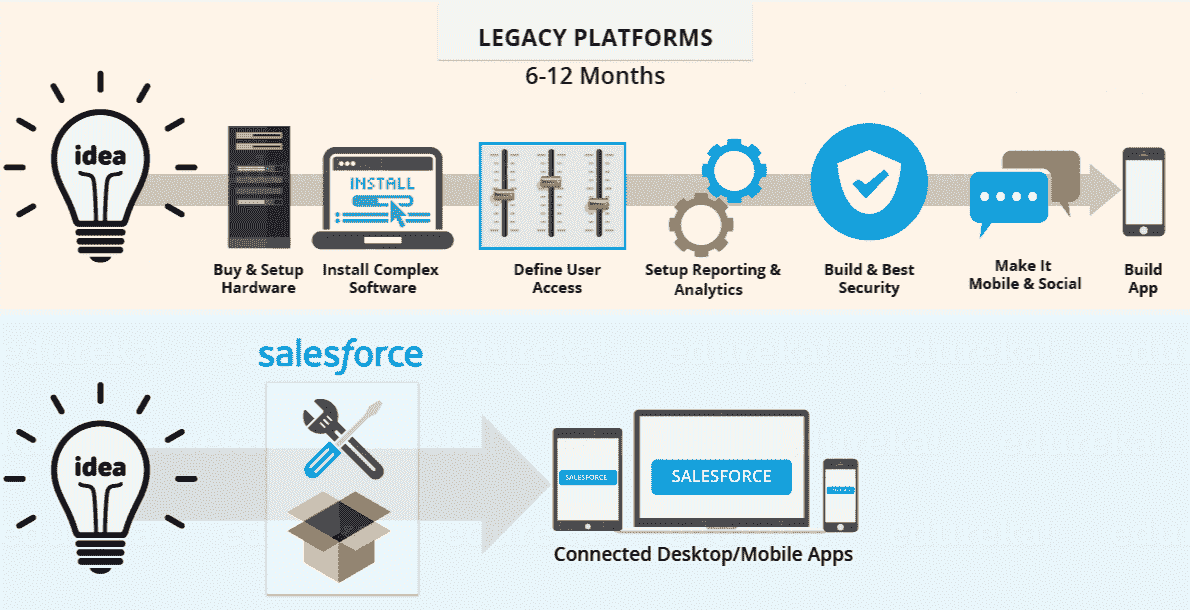 LEGACY PLATFORMS
6-12 Months
idea
INSTALL
Buy & Setup
Hardware
Install Complex
Software
Define User
Access
Setup Reporting &
Analytics
Build & Best
Security
Make It
Mobile & Social
Build
App
salesforce
idea
SALESFORCE
SALESFORCE
Connected Desktop/Mobile Apps